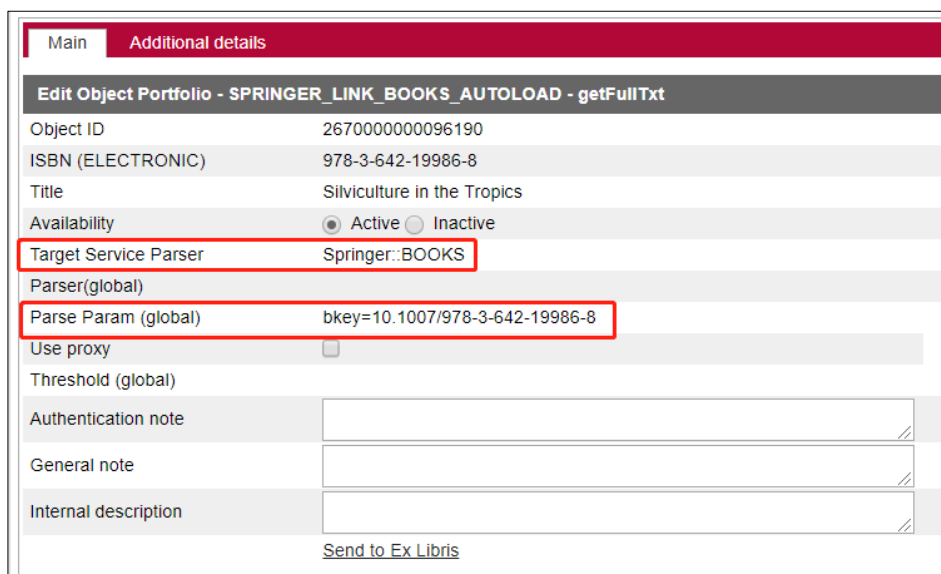 Main Additional details
Edit Object Portfolio - SPRINGER_LINK_BOOKS_AUTOLOAD - getFullTxt
Object ID 2670000000096190
ISBN (ELECTRONIC) 978-3-642-19986-8
Title Silviculture in the Tropics
Availability Active Inactive
Target Service Parser Springer::BOOKS
Parser(global)
Parse Param (global) bkey=10.1007/978-3-642-19986-8
Use proxy
Threshold (global)
Authentication note
General note
Internal description
Send to Ex Libris